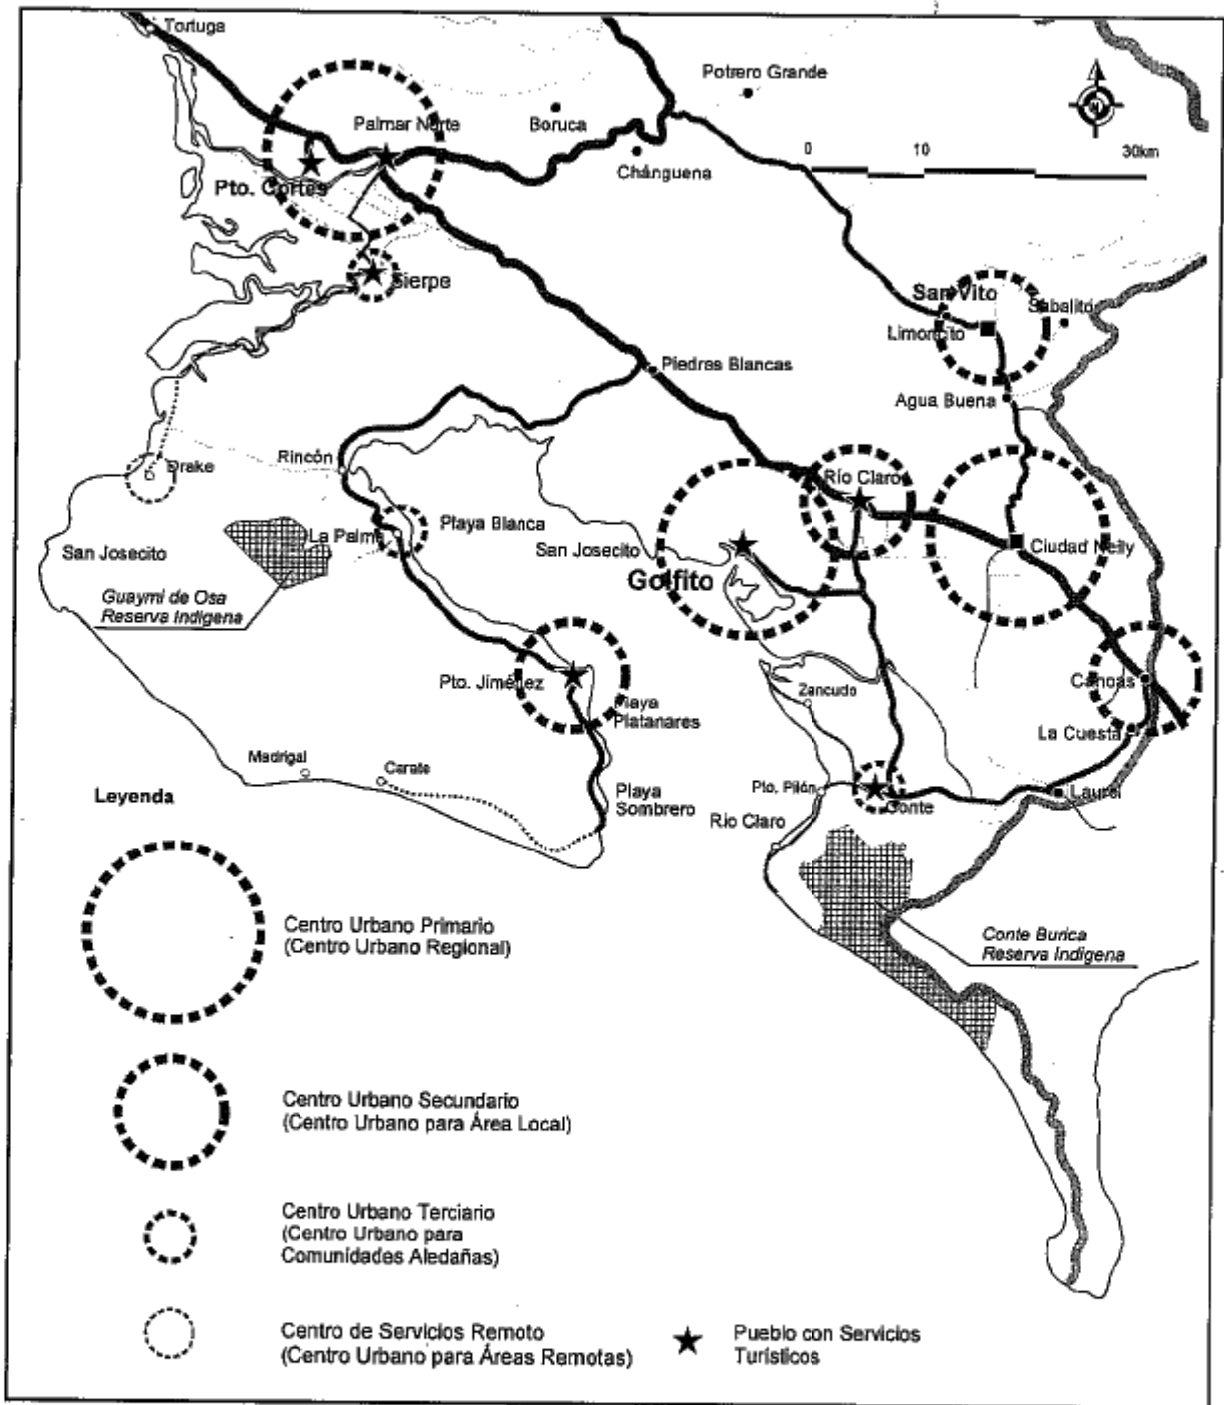 Tortuga
Potrero Grande
Palmar Norte
Boruca
N
0
10
30km
Chánguena
Pto. Cortés
Sierpe
San Vito
Sabalito
Limoncito
Piedras Blancas
Agua Buena
Rincón
Drake
Río Claro
La Palma
Playa Blanca
San Josecito
San Josecito
Ciudad Neily
Golfito
Guaymi de Osa
Reserva Indigena
Pto. Jiménez
Canoas
Zancudo
Playa
Platanares
La Cuesta
Madrigal
Carate
Leyenda
Playa
Sombrero
Pto. Pilón
Conte
Laurel
Rio Claro
Centro Urbano Primario
(Centro Urbano Regional)
Conte Burica
Reserva Indigena
Centro Urbano Secundario
(Centro Urbano para Área Local)
Centro Urbano Terciario
(Centro Urbano para
Comunidades Aledañas)
Centro de Servicios Remoto
(Centro Urbano para Áreas Remotas)
Pueblo con Servicios
Turísticos